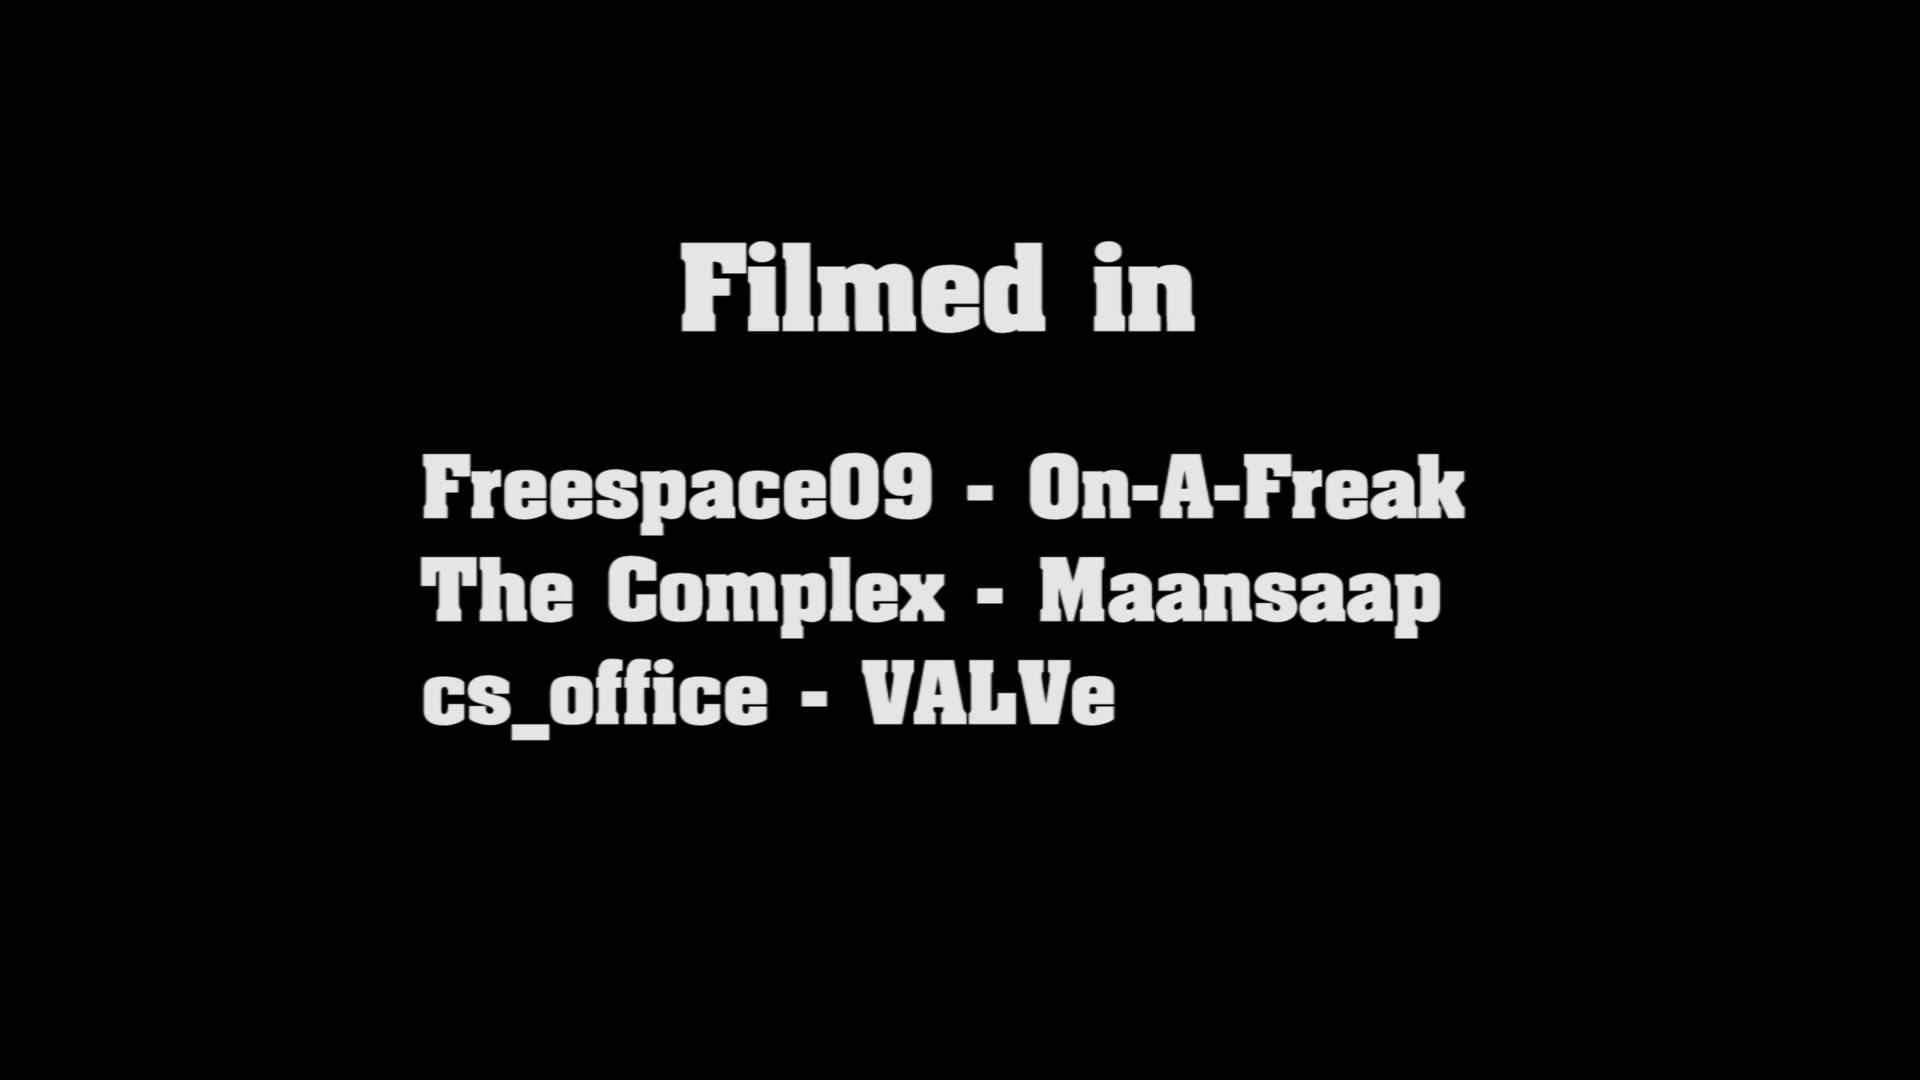 Filmed in
Freespace09 - On-A-Freak
The Complex - Maansaap
cs_office - VALVe